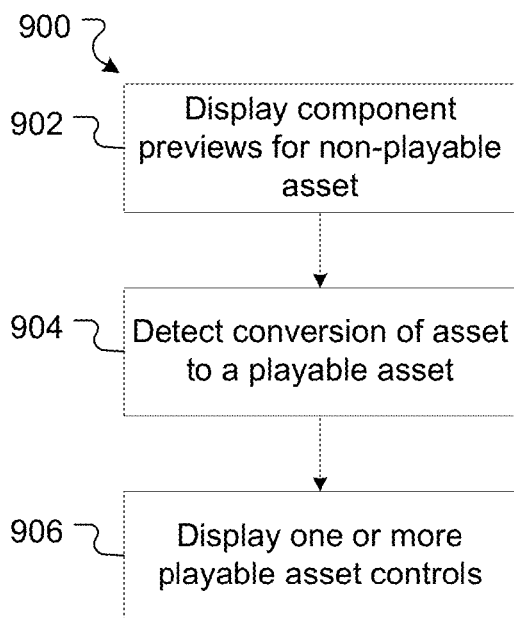 900
902
Display component
previews for non-playable
asset
904
Detect conversion of asset
to a playable asset
906
Display one or more
playable asset controls